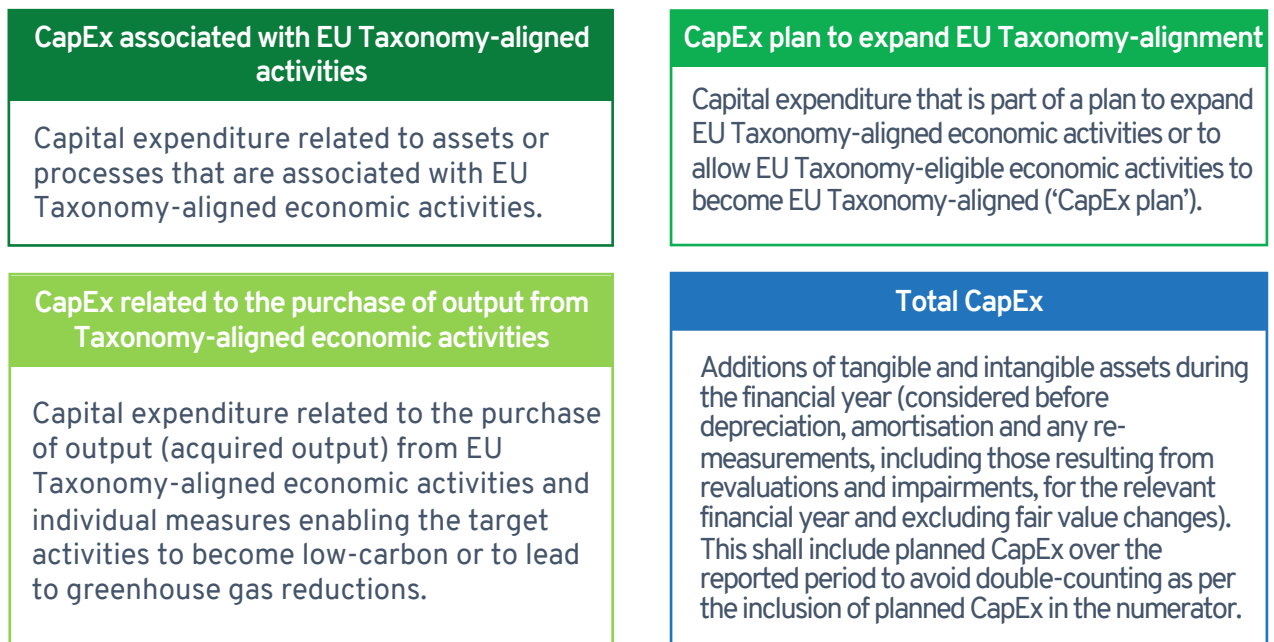 CapEx associated with EU Taxonomy-aligned
activities
Capital expenditure related to assets or
processes that are associated with EU
Taxonomy-aligned economic activities.
CapEx plan to expand EU Taxonomy-alignment
Capital expenditure that is part of a plan to expand
EU Taxonomy-aligned economic activities or to
allow EU Taxonomy-eligible economic activities to
become EU Taxonomy-aligned (‘CapEx plan’).
CapEx related to the purchase of output from
Taxonomy-aligned economic activities
Capital expenditure related to the purchase
of output (acquired output) from EU
Taxonomy-aligned economic activities and
individual measures enabling the target
activities to become low-carbon or to lead
to greenhouse gas reductions.
Total CapEx
Additions of tangible and intangible assets during
the financial year (considered before
depreciation, amortisation and any re-
measurements, including those resulting from
revaluations and impairments, for the relevant
financial year and excluding fair value changes).
This shall include planned CapEx over the
reported period to avoid double-counting as per
the inclusion of planned CapEx in the numerator.